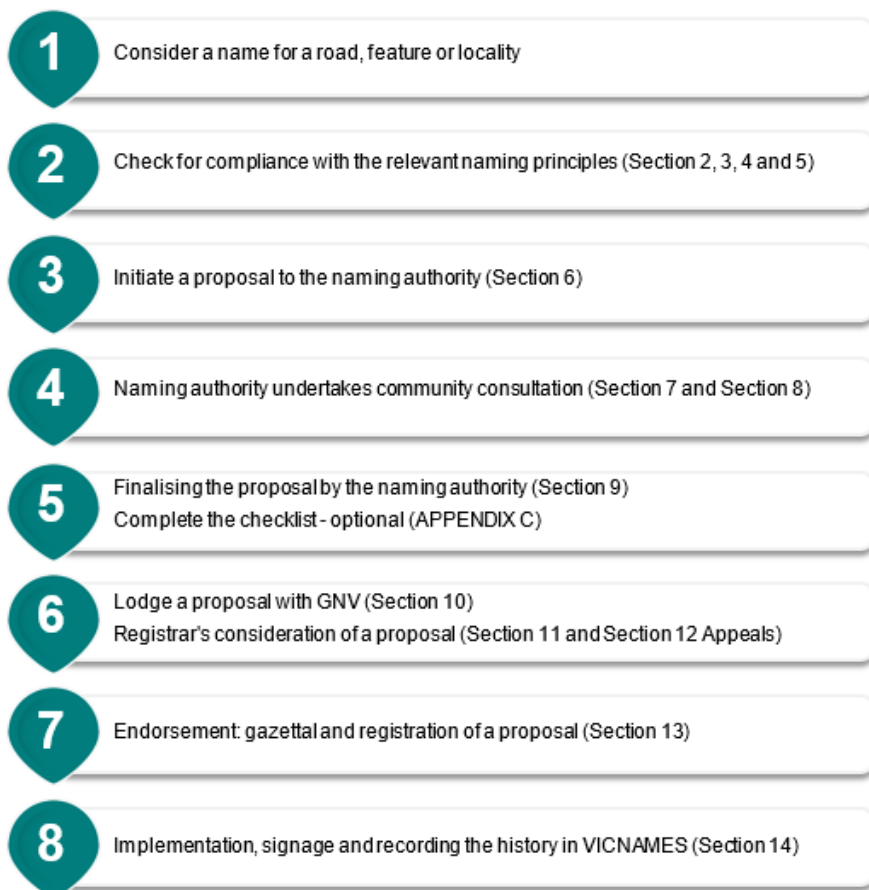 1
Consider a name for a road, feature or locality
2
Check for compliance with the relevant naming principles (Section 2, 3, 4 and 5)
3
Initiate a proposal to the naming authority (Section 6)
4
Naming authority undertakes community consultation (Section 7 and Section 8)
5
Finalising the proposal by the naming authority (Section 9)
Complete the checklist - optional (APPENDIX C)
6
Lodge a proposal with GNV (Section 10)
Registrar's consideration of a proposal (Section 11 and Section 12 Appeals)
7
Endorsement: gazettal and registration of a proposal (Section 13)
8
Implementation, signage and recording the history in VICNAMES (Section 14)